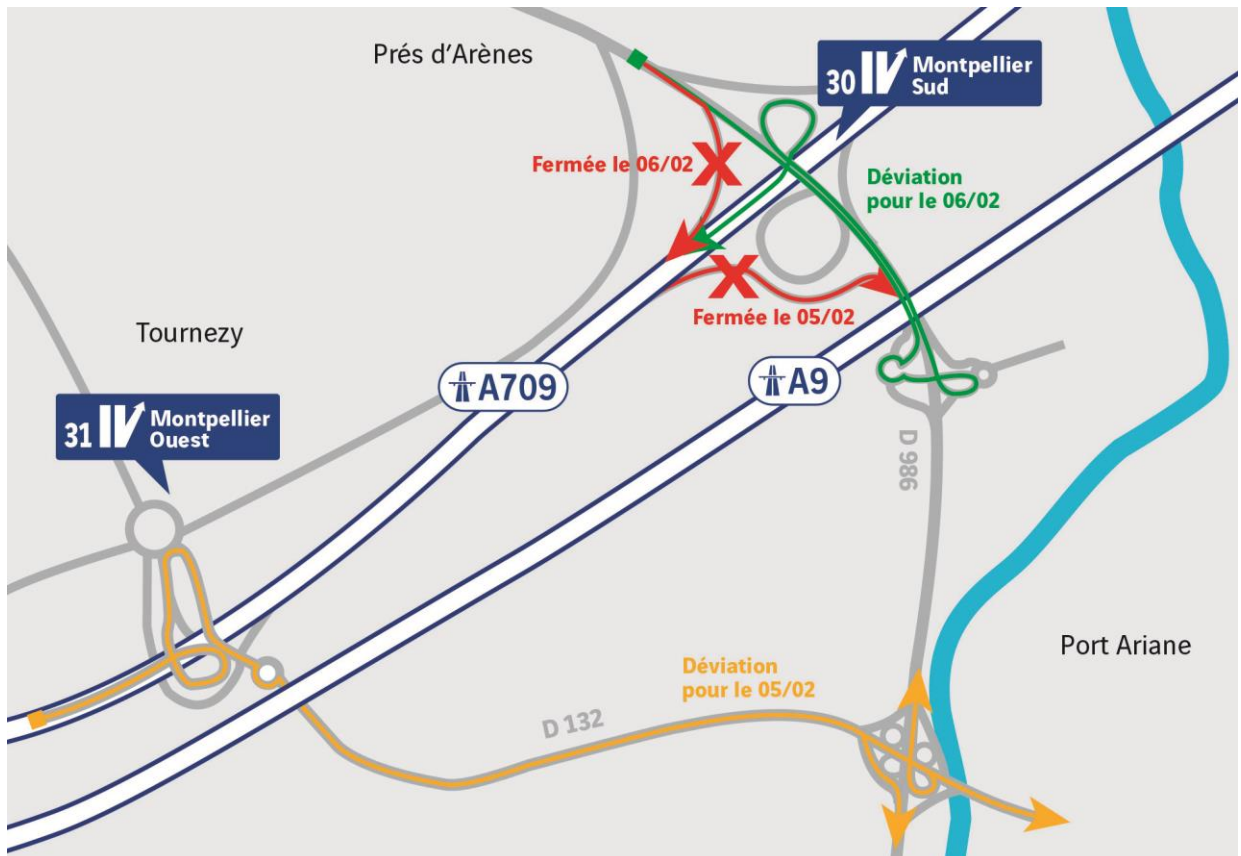 Prés d'Arènes
30 Montpellier
Sud
Fermée le 06/02
X
Déviation
pour le 06/02
X
Fermée le 05/02
Tournezy
A709
A9
31 Montpellier
Ouest
D 986
Port Ariane
Déviation
pour le 05/02
D 132